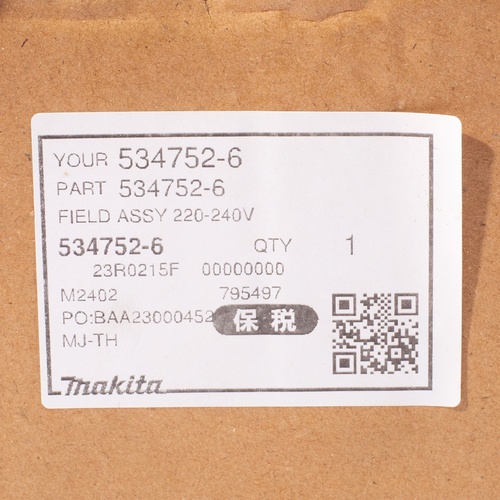 YOUR 534752-6
PART 534752-6
FIELD ASSY 220-240V
534752-6 QTY 1
23R0215F 00000000
M2402 795497
PO:BAA23000452 保税
MJ-TH
makita